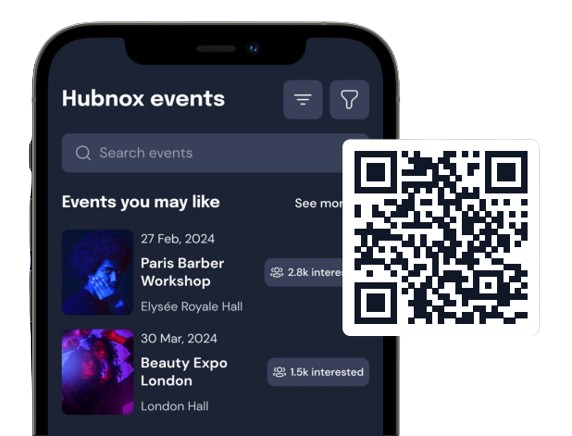 Hubnox events
Search events
Events you may like
See mor
27 Feb, 2024
Paris Barber
Workshop
2.8k interes
Elysée Royale Hall
30 Mar, 2024
Beauty Expo
London
1.5k interested
London Hall